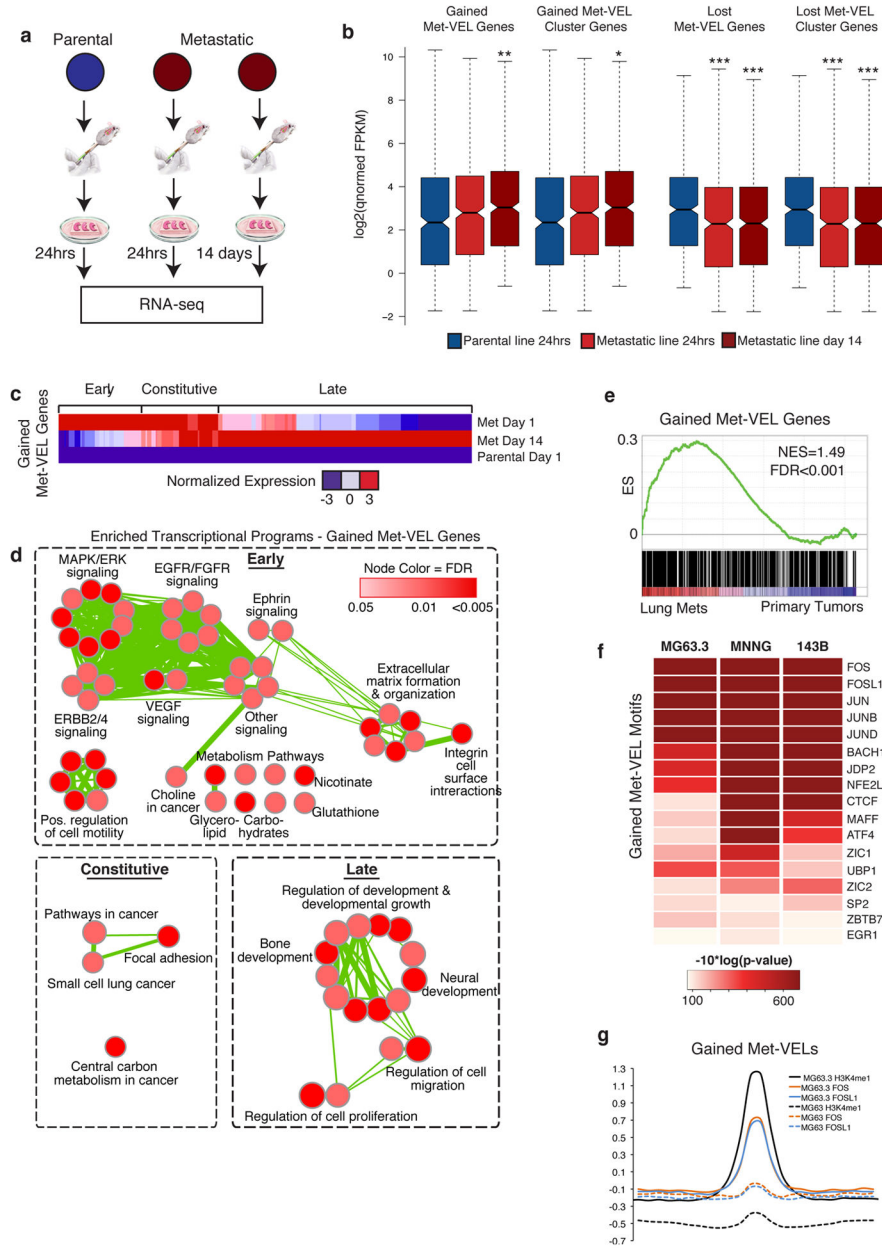 a
Parental
Metastatic
24hrs
24hrs
14 days
RNA-seq
b
Gained
Met-VEL Genes
Gained Met-VEL
Cluster Genes
Lost
Met-VEL Genes
Lost Met-VEL
Cluster Genes
log2(qnormed FPKM)
10
8
6
4
2
0
−2
**
*
***
***
***
***
Parental line 24hrs
Metastatic line 24hrs
Metastatic line day 14
c
Gained
Met-VEL Genes
Early
Constitutive
Late
Met Day 1
Met Day 14
Parental Day 1
Normalized Expression
-3
0
3
d
Enriched Transcriptional Programs - Gained Met-VEL Genes
Early
MAPK/ERK
signaling
EGFR/FGFR
signaling
Node Color = FDR
0.05
0.01
<0.005
Ephrin
signaling
Extracellular
matrix formation
& organization
ERBB2/4
signaling
VEGF
signaling
Other
signaling
Integrin
cell
surface
intreractions
Pos. regulation
of cell motility
Choline
in cancer
Metabolism Pathways
Nicotinate
Glycero-
lipid
Carbo-
hydrates
Glutathione
Constitutive
Pathways in cancer
Focal adhesion
Small cell lung cancer
Central carbon
metabolism in cancer
Late
Regulation of development &
developmental growth
Bone
development
Neural
development
Regulation of cell
migration
Regulation of cell proliferation
e
Gained Met-VEL Genes
0.3
ES
0
NES=1.49
FDR<0.001
Lung Mets
Primary Tumors
f
Gained Met-VEL Motifs
MG63.3
MNNG
143B
FOS
FOSL1
JUN
JUNB
JUND
BACH1
JDP2
NFE2L
CTCF
MAFF
ATF4
ZIC1
UBP1
ZIC2
SP2
ZBTB7
EGR1
-10*log(p-value)
100
600
g
Gained Met-VELs
1.3
1.1
0.9
0.7
0.5
0.3
0.1
-0.1
-0.3
-0.5
-0.7
MG63.3 H3K4me1
MG63.3 FOS
MG63.3 FOSL1
MG63 H3K4me1
MG63 FOS
MG63 FOSL1